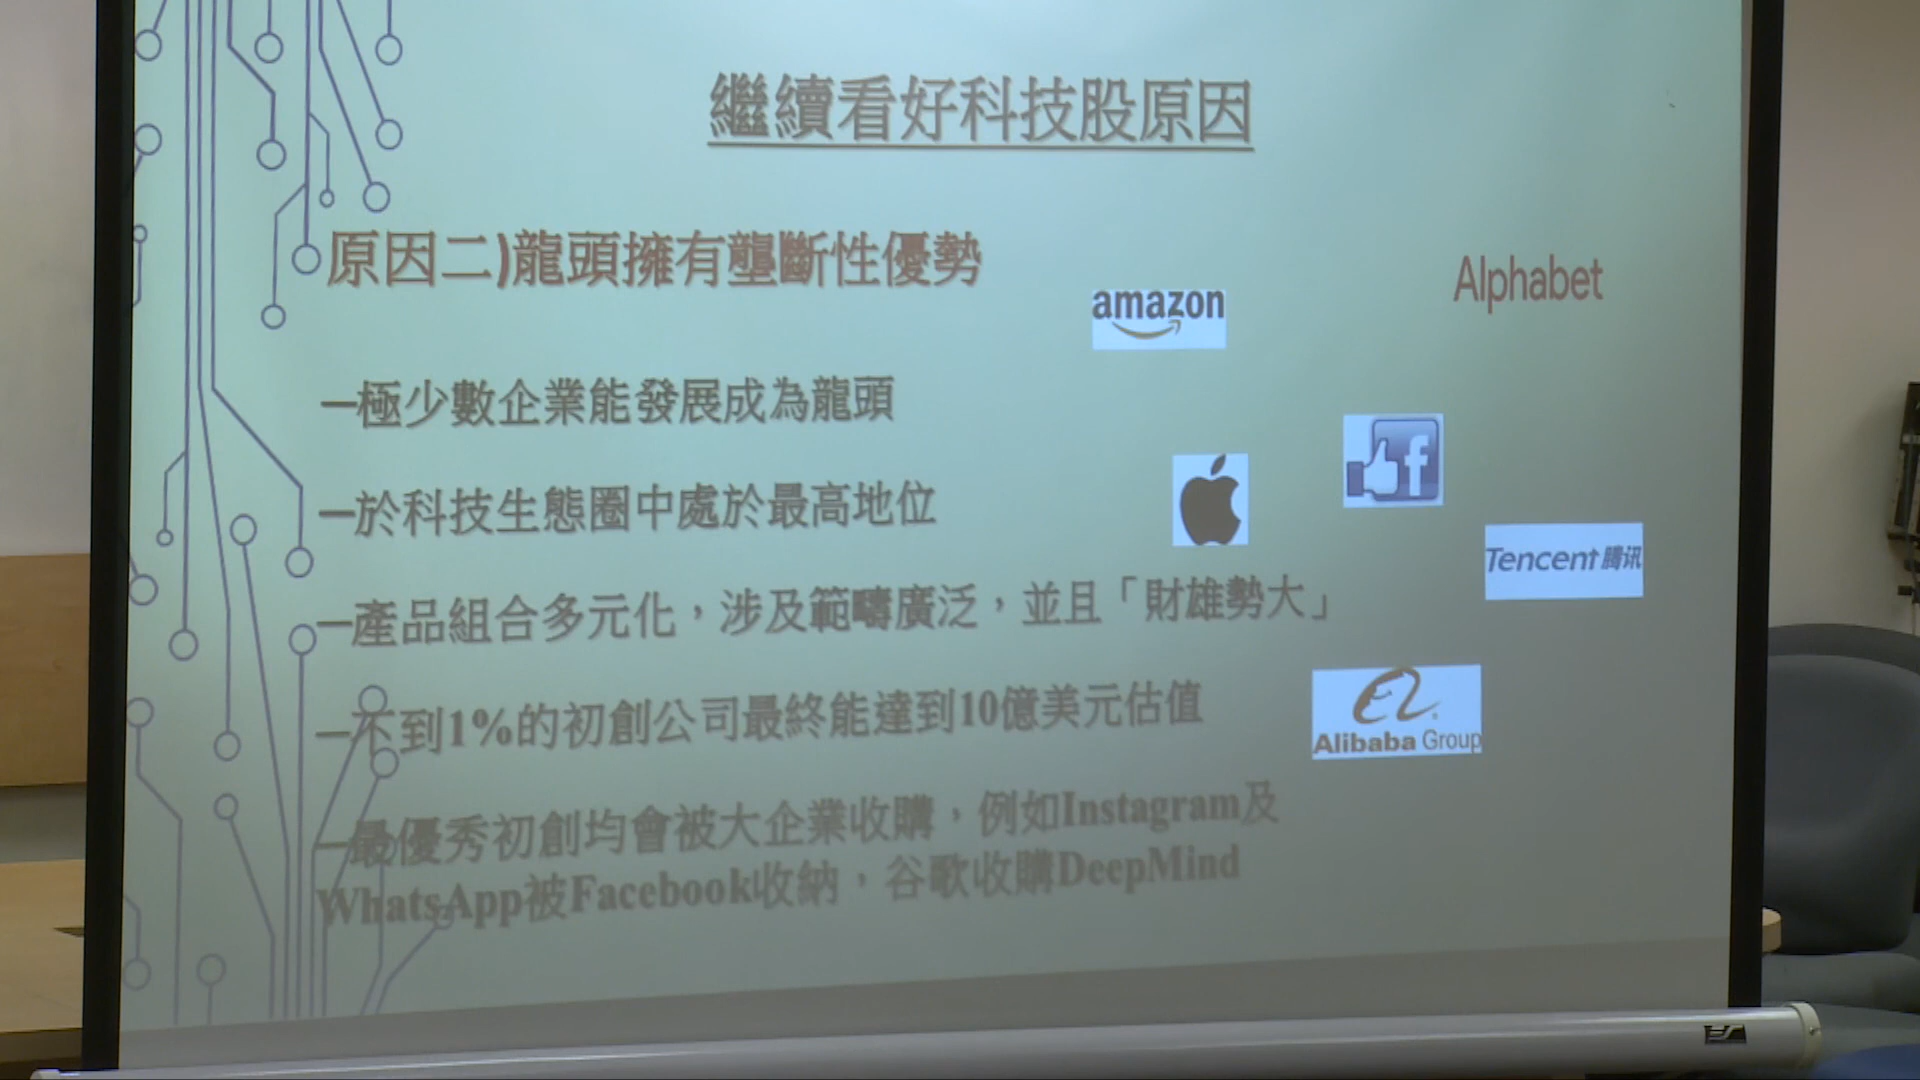 繼續看好科技股原因
原因二)龍頭擁有壟斷性優勢
amazon
Alphabet
─極少數企業能發展成為龍頭
─於科技生態圈中處於最高地位
Tencent 腾讯
─產品組合多元化，涉及範疇廣泛，並且「財雄勢大」
─不到1%的初創公司最終能達到10億美元估值
Alibaba Group
─最優秀初創均會被大企業收購，例如Instagram及
WhatsApp被Facebook收納，谷歌收購DeepMind